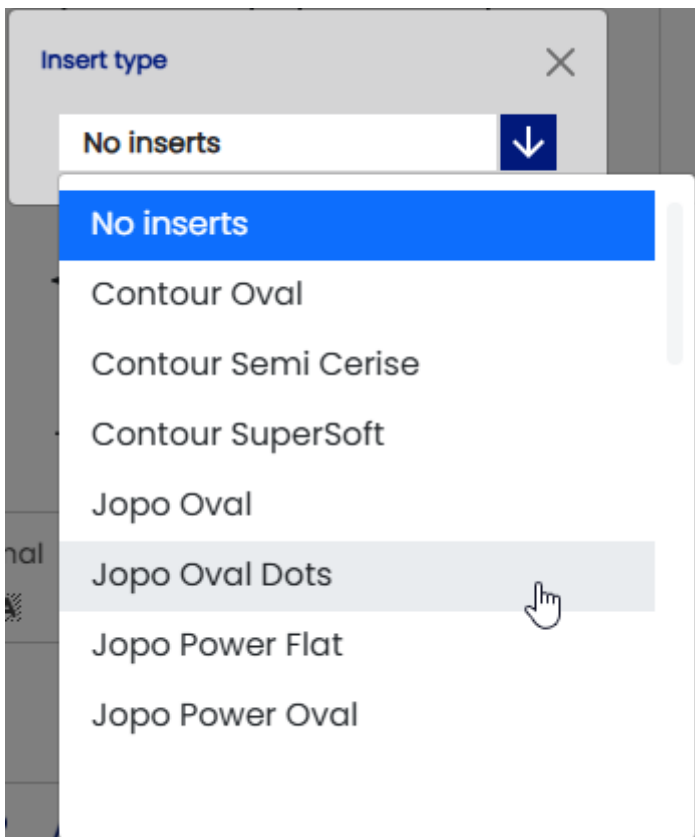 Insert type
No inserts
No inserts
Contour Oval
Contour Semi Cerise
Contour SuperSoft
Jopo Oval
Jopo Oval Dots
Jopo Power Flat
Jopo Power Oval